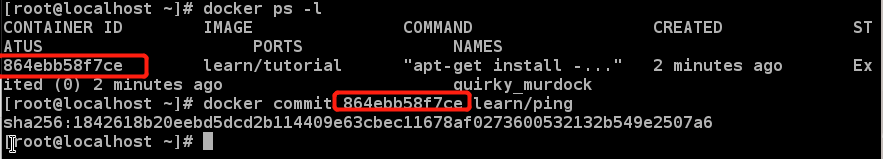 [root@localhost ~]# docker ps -l
CONTAINER ID        IMAGE               COMMAND                CREATED             ST
ATUS                     PORTS               NAMES
864ebb58f7ce        learn/tutorial      "apt-get install -..."   2 minutes ago       Ex
ited (0) 2 minutes ago                       quirky_murdock
[root@localhost ~]# docker commit 864ebb58f7ce learn/ping
sha256:1842618b20eebd5dcd2b114409e63cbec11678af0273600532132b549e2507a6
[root@localhost ~]#